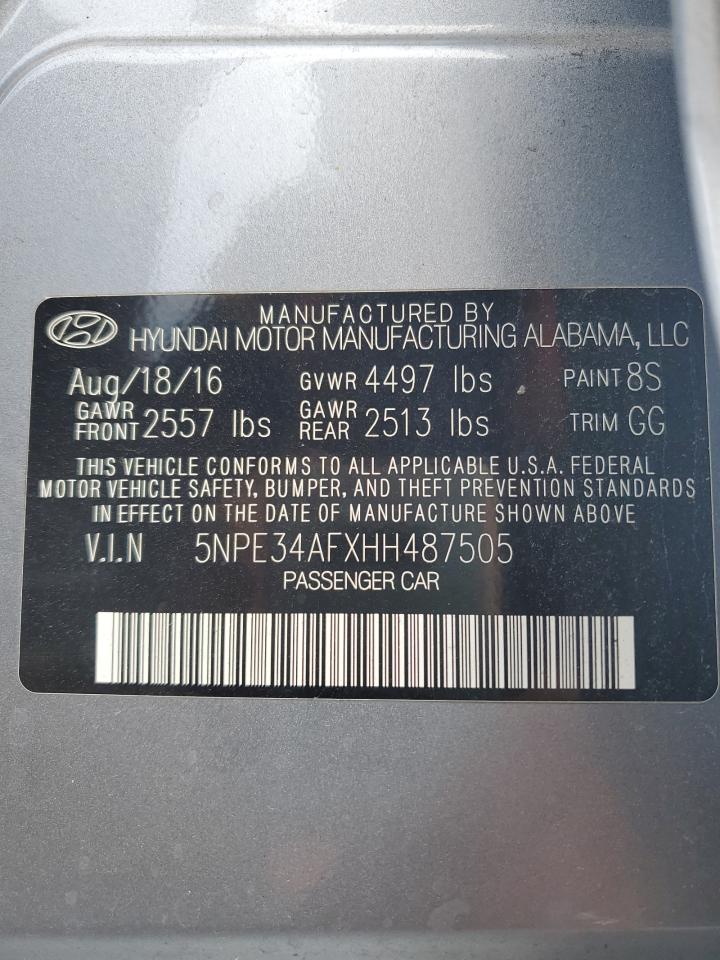 MANUFACTURED BY
HYUNDAI MOTOR MANUFACTURING ALABAMA, LLC
Aug/18/16 GVWR 4497 lbs PAINT 8S
GAWR FRONT 2557 lbs GAWR REAR 2513 lbs TRIM GG
THIS VEHICLE CONFORMS TO ALL APPLICABLE U.S.A. FEDERAL
MOTOR VEHICLE SAFETY, BUMPER, AND THEFT PREVENTION STANDARDS
IN EFFECT ON THE DATE OF MANUFACTURE SHOWN ABOVE
V.I.N 5NPE34AFXHH487505
PASSENGER CAR